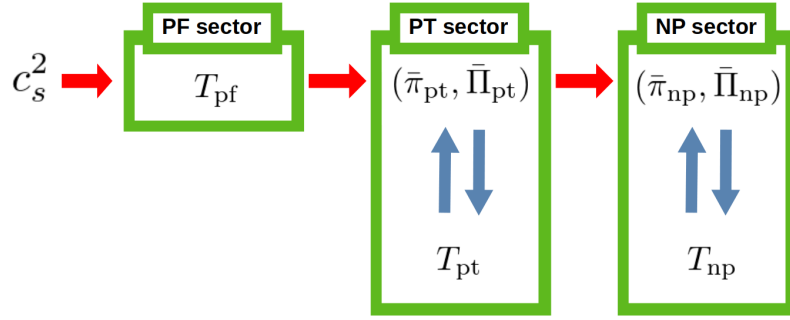 PF sector
PT sector
NP sector
c_s^2
T_pf
(π̄_pt, Π̄_pt)
(π̄_np, Π̄_np)
T_pt
T_np